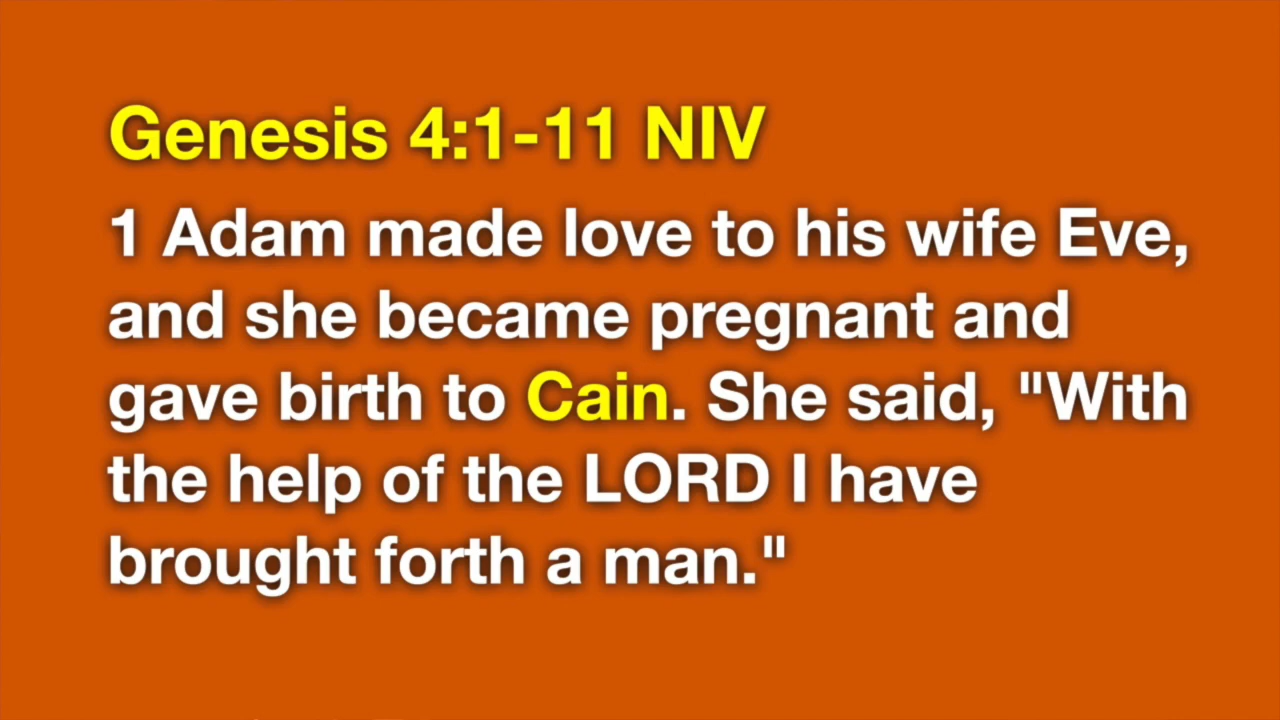 Genesis 4:1-11 NIV
1 Adam made love to his wife Eve,
and she became pregnant and
gave birth to Cain. She said, "With
the help of the LORD I have
brought forth a man."